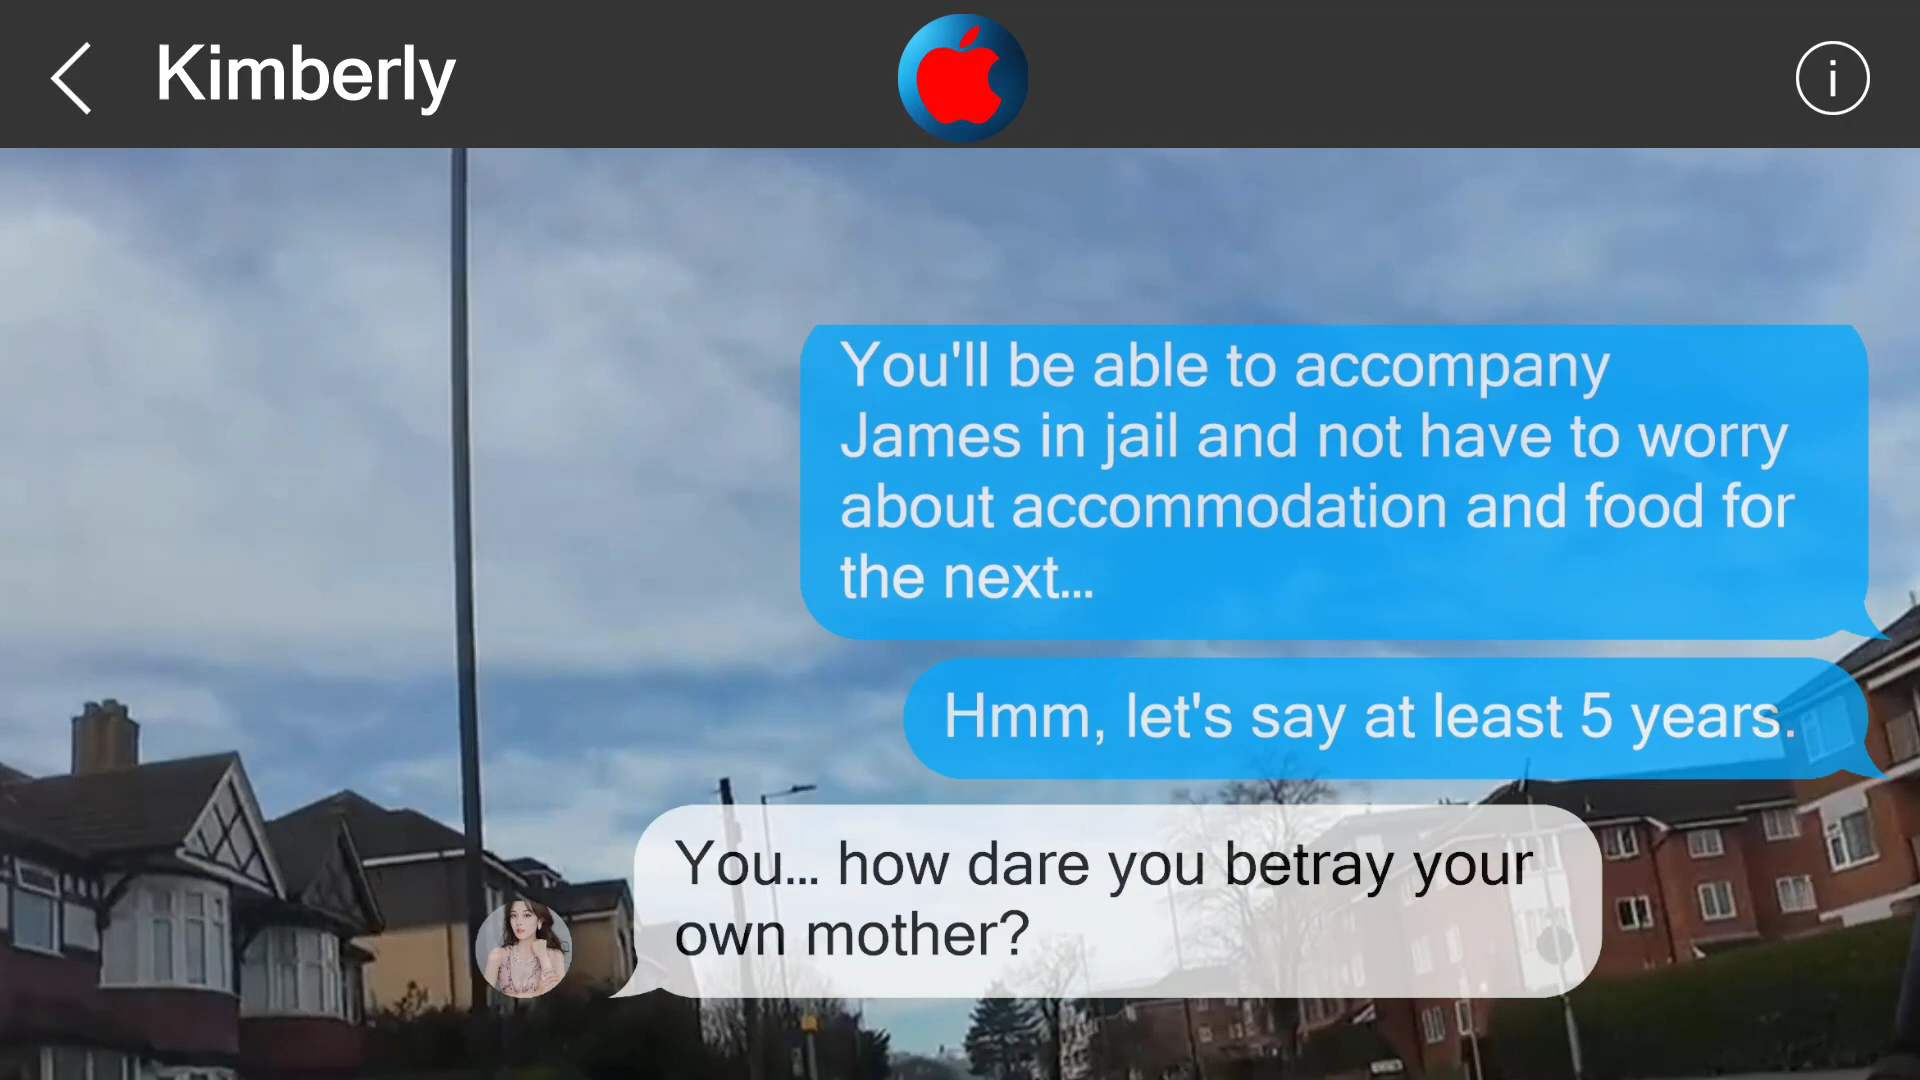 Kimberly
i
You'll be able to accompany
James in jail and not have to worry
about accommodation and food for
the next...
Hmm, let's say at least 5 years.
You... how dare you betray your
own mother?